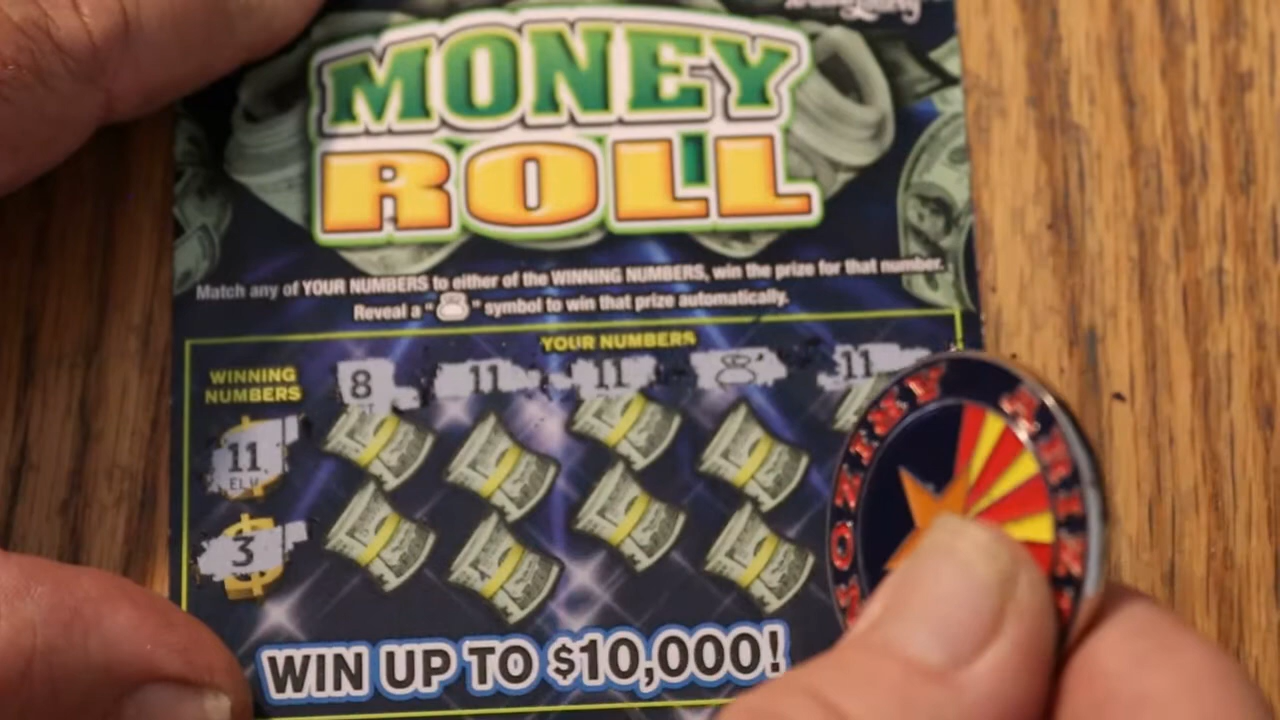 MONEY
ROLL
Match any of YOUR NUMBERS to either of the WINNING NUMBERS, win the prize for that number.
Reveal a " " symbol to win that prize automatically.
YOUR NUMBERS
WINNING
NUMBERS
8 11 11 11
11
3
WIN UP TO $10,000!